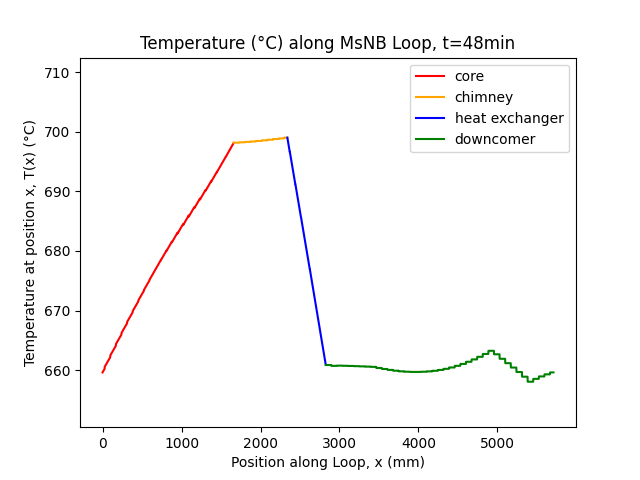 Temperature (°C) along MsNB Loop, t=48min
710
700
690
680
670
660
Temperature at position x, T(x) (°C)
core
chimney
heat exchanger
downcomer
0
1000
2000
3000
4000
5000
Position along Loop, x (mm)